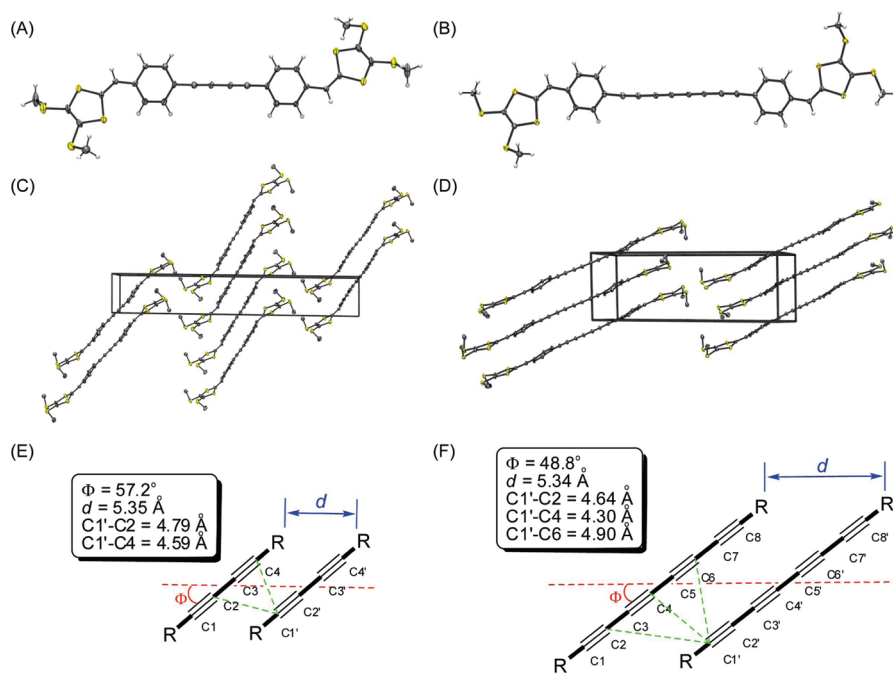 (A)
(B)
(C)
(D)
(E)
(F)
Φ = 57.2°
d = 5.35 Å
C1'-C2 = 4.79 Å
C1'-C4 = 4.59 Å
d
R
R
C4
C4'
C3
C3'
Φ
C2
C2'
C1
C1'
R
R
Φ = 48.8°
d = 5.34 Å
C1'-C2 = 4.64 Å
C1'-C4 = 4.30 Å
C1'-C6 = 4.90 Å
d
R
R
C8
C8'
C7
C7'
C6
C6'
Φ
C5
C5'
C4
C4'
C3
C3'
C2
C2'
C1
C1'
R
R